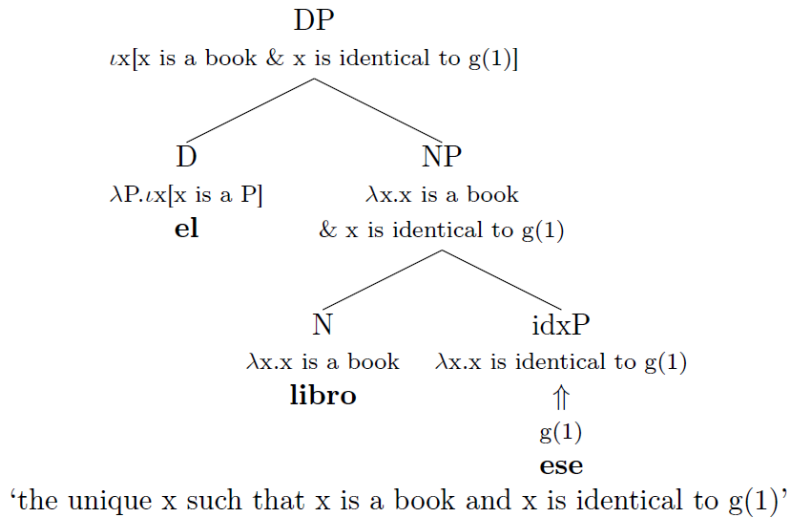 DP
ιx[x is a book & x is identical to g(1)]
D NP
λP.ιx[x is a P] λx.x is a book
el & x is identical to g(1)
N idxP
λx.x is a book λx.x is identical to g(1)
libro ⇑
g(1)
ese
‘the unique x such that x is a book and x is identical to g(1)’